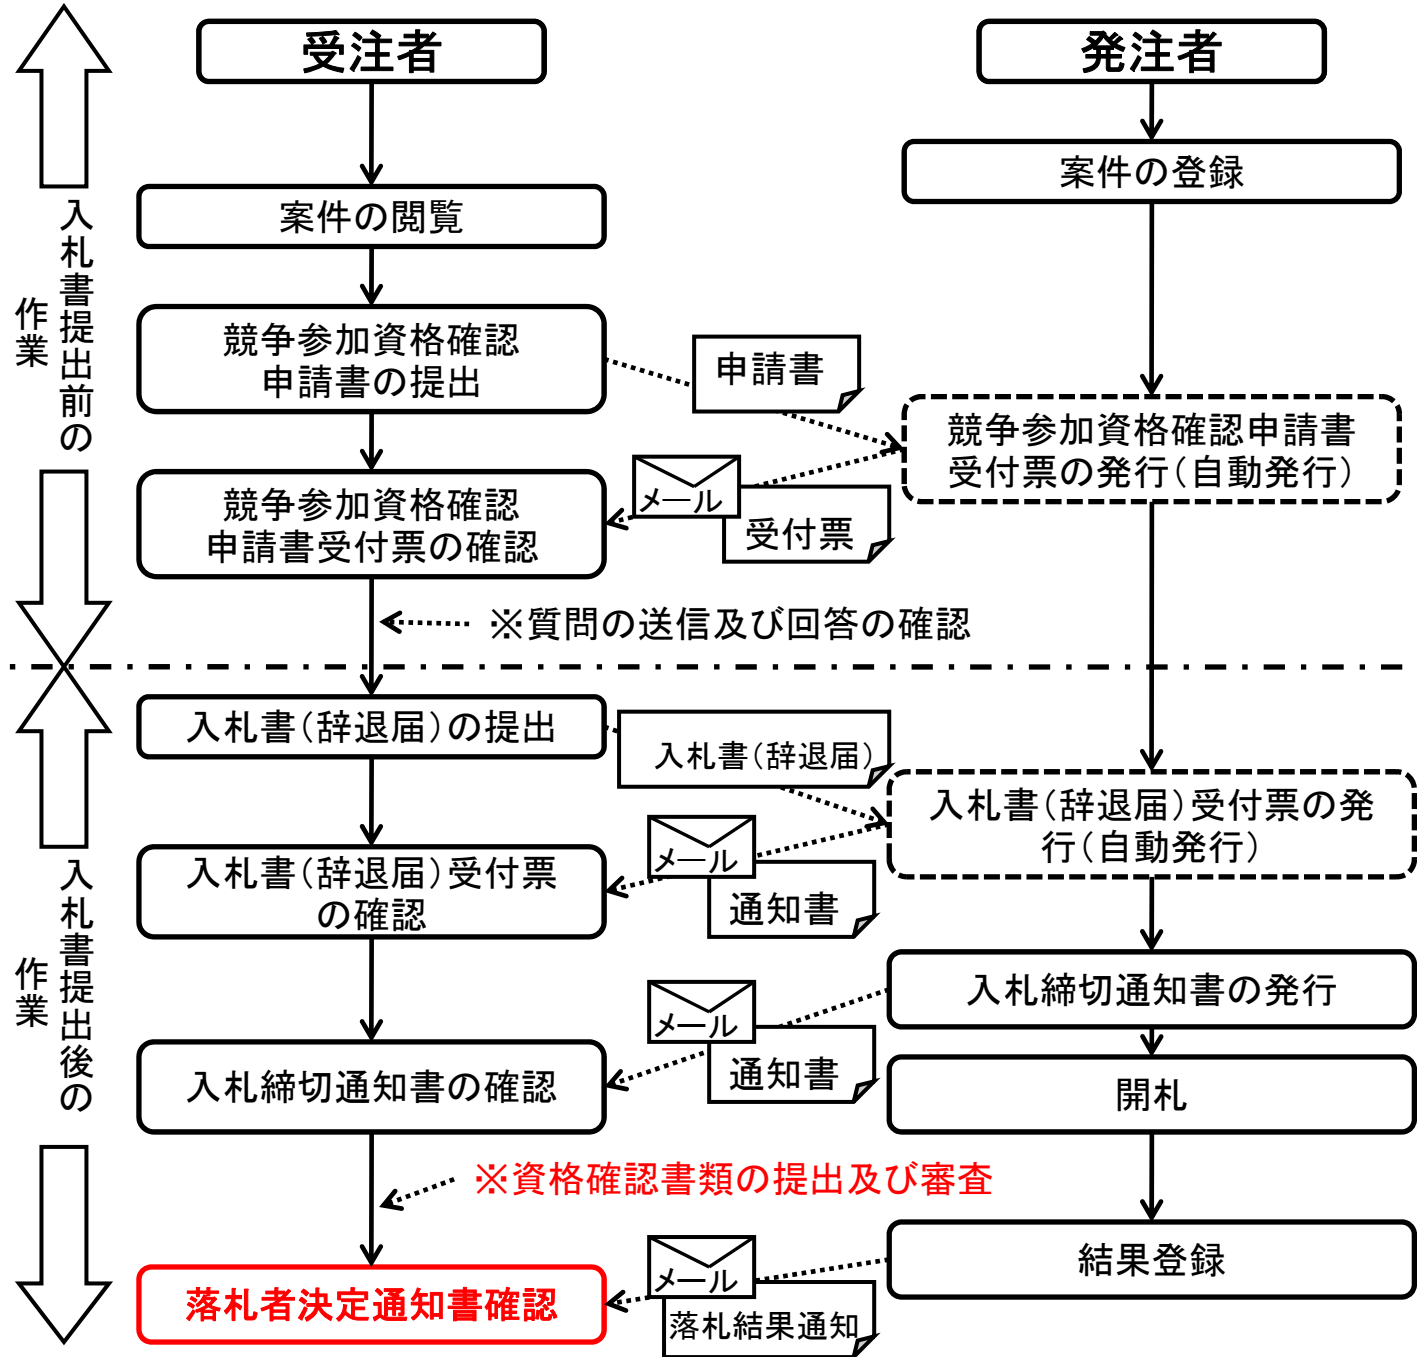 受注者
発注者
案件の登録
案件の閲覧
入札書提出前の
作業
競争参加資格確認
申請書の提出
申請書
競争参加資格確認申請書
受付票の発行(自動発行)
メール
受付票
競争参加資格確認
申請書受付票の確認
※質問の送信及び回答の確認
入札書(辞退届)の提出
入札書(辞退届)
入札書(辞退届)受付票の発
行(自動発行)
メール
通知書
入札書(辞退届)受付票
の確認
入札書提出後の
作業
入札締切通知書の発行
メール
通知書
入札締切通知書の確認
開札
※資格確認書類の提出及び審査
結果登録
メール
落札結果通知
落札者決定通知書確認